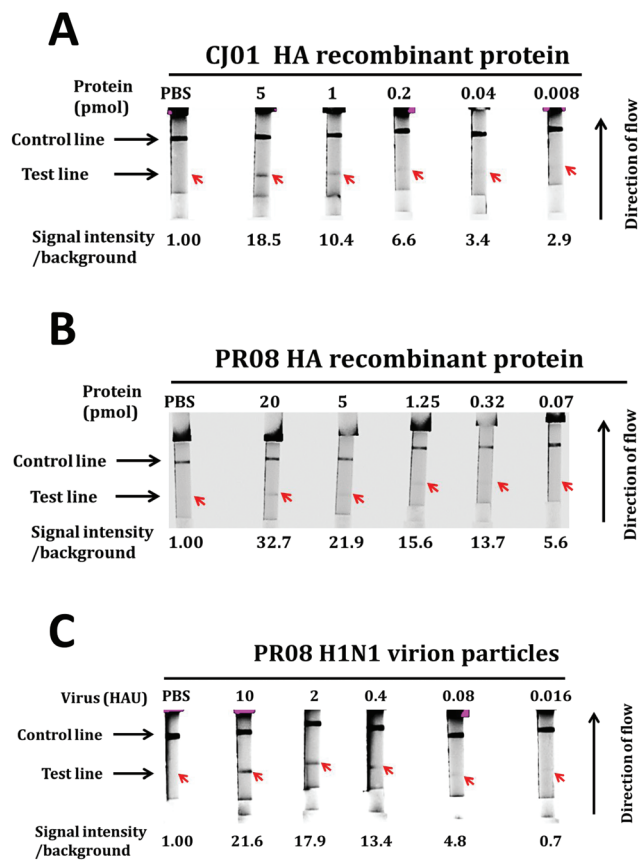 A
CJ01 HA recombinant protein
Protein (pmol) PBS 5 1 0.2 0.04 0.008
Control line
Test line
Direction of flow
Signal intensity /background 1.00 18.5 10.4 6.6 3.4 2.9
B
PR08 HA recombinant protein
Protein (pmol) PBS 20 5 1.25 0.32 0.07
Control line
Test line
Direction of flow
Signal intensity /background 1.00 32.7 21.9 15.6 13.7 5.6
C
PR08 H1N1 virion particles
Virus (HAU) PBS 10 2 0.4 0.08 0.016
Control line
Test line
Direction of flow
Signal intensity /background 1.00 21.6 17.9 13.4 4.8 0.7